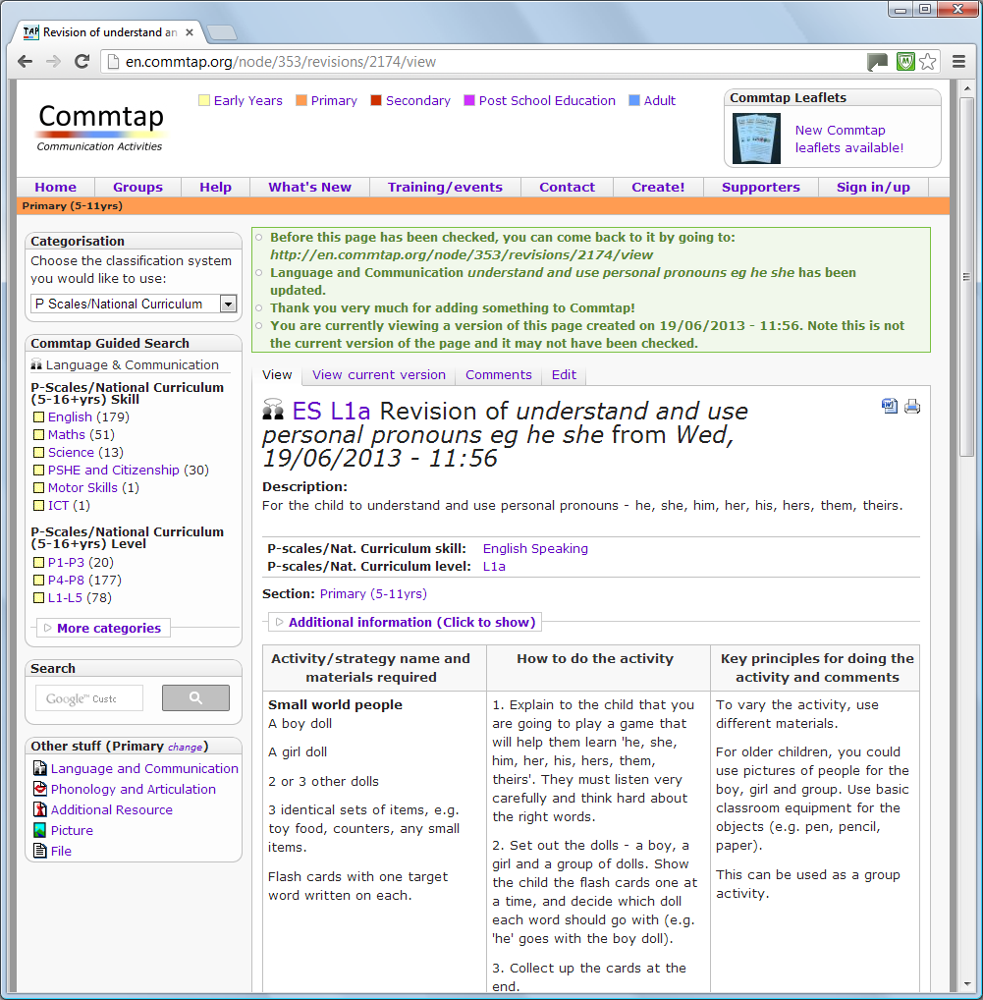 Revision of understand an
en.commtap.org/node/353/revisions/2174/view
Commtap
Communication Activities
Early Years Primary Secondary Post School Education Adult
Commtap Leaflets
New Commtap
leaflets available!
Home Groups Help What's New Training/events Contact Create! Supporters Sign in/up
Primary (5-11yrs)
Categorisation
Choose the classification system
you would like to use:
P Scales/National Curriculum
Commtap Guided Search
Language & Communication
P-Scales/National Curriculum
(5-16+yrs) Skill
English (179)
Maths (51)
Science (13)
PSHE and Citizenship (30)
Motor Skills (1)
ICT (1)
P-Scales/National Curriculum
(5-16+yrs) Level
P1-P3 (20)
P4-P8 (177)
L1-L5 (78)
More categories
Search
Google™ Custc
Other stuff (Primary change)
Language and Communication
Phonology and Articulation
Additional Resource
Picture
File
Before this page has been checked, you can come back to it by going to:
http://en.commtap.org/node/353/revisions/2174/view
Language and Communication understand and use personal pronouns eg he she has been
updated.
Thank you very much for adding something to Commtap!
You are currently viewing a version of this page created on 19/06/2013 - 11:56. Note this is not
the current version of the page and it may not have been checked.
View View current version Comments Edit
ES L1a Revision of understand and use
personal pronouns eg he she from Wed,
19/06/2013 - 11:56
Description:
For the child to understand and use personal pronouns - he, she, him, her, his, hers, them, theirs.
P-scales/Nat. Curriculum skill: English Speaking
P-scales/Nat. Curriculum level: L1a
Section: Primary (5-11yrs)
Additional information (Click to show)
Activity/strategy name and
materials required
How to do the activity
Key principles for doing the
activity and comments
Small world people
A boy doll
A girl doll
2 or 3 other dolls
3 identical sets of items, e.g.
toy food, counters, any small
items.
Flash cards with one target
word written on each.
1. Explain to the child that you
are going to play a game that
will help them learn 'he, she,
him, her, his, hers, them,
theirs'. They must listen very
carefully and think hard about
the right words.
2. Set out the dolls - a boy, a
girl and a group of dolls. Show
the child the flash cards one at
a time, and decide which doll
each word should go with (e.g.
'he' goes with the boy doll).
3. Collect up the cards at the
end.
To vary the activity, use
different materials.
For older children, you could
use pictures of people for the
boy, girl and group. Use basic
classroom equipment for the
objects (e.g. pen, pencil,
paper).
This can be used as a group
activity.